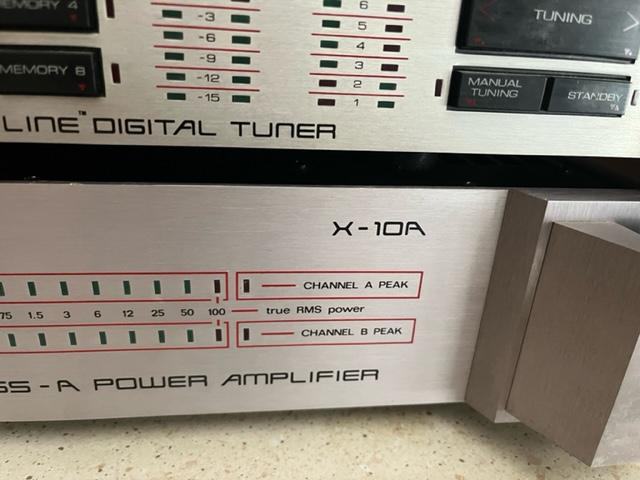 MEMORY 4
MEMORY 8
-3
-6
-9
-12
-15
6
5
4
3
2
1
TUNING
MANUAL
TUNING
STANDBY
LINE™ DIGITAL TUNER
X-10A
CHANNEL A PEAK
75 1.5 3 6 12 25 50 100 true RMS power
CHANNEL B PEAK
SS-A POWER AMPLIFIER